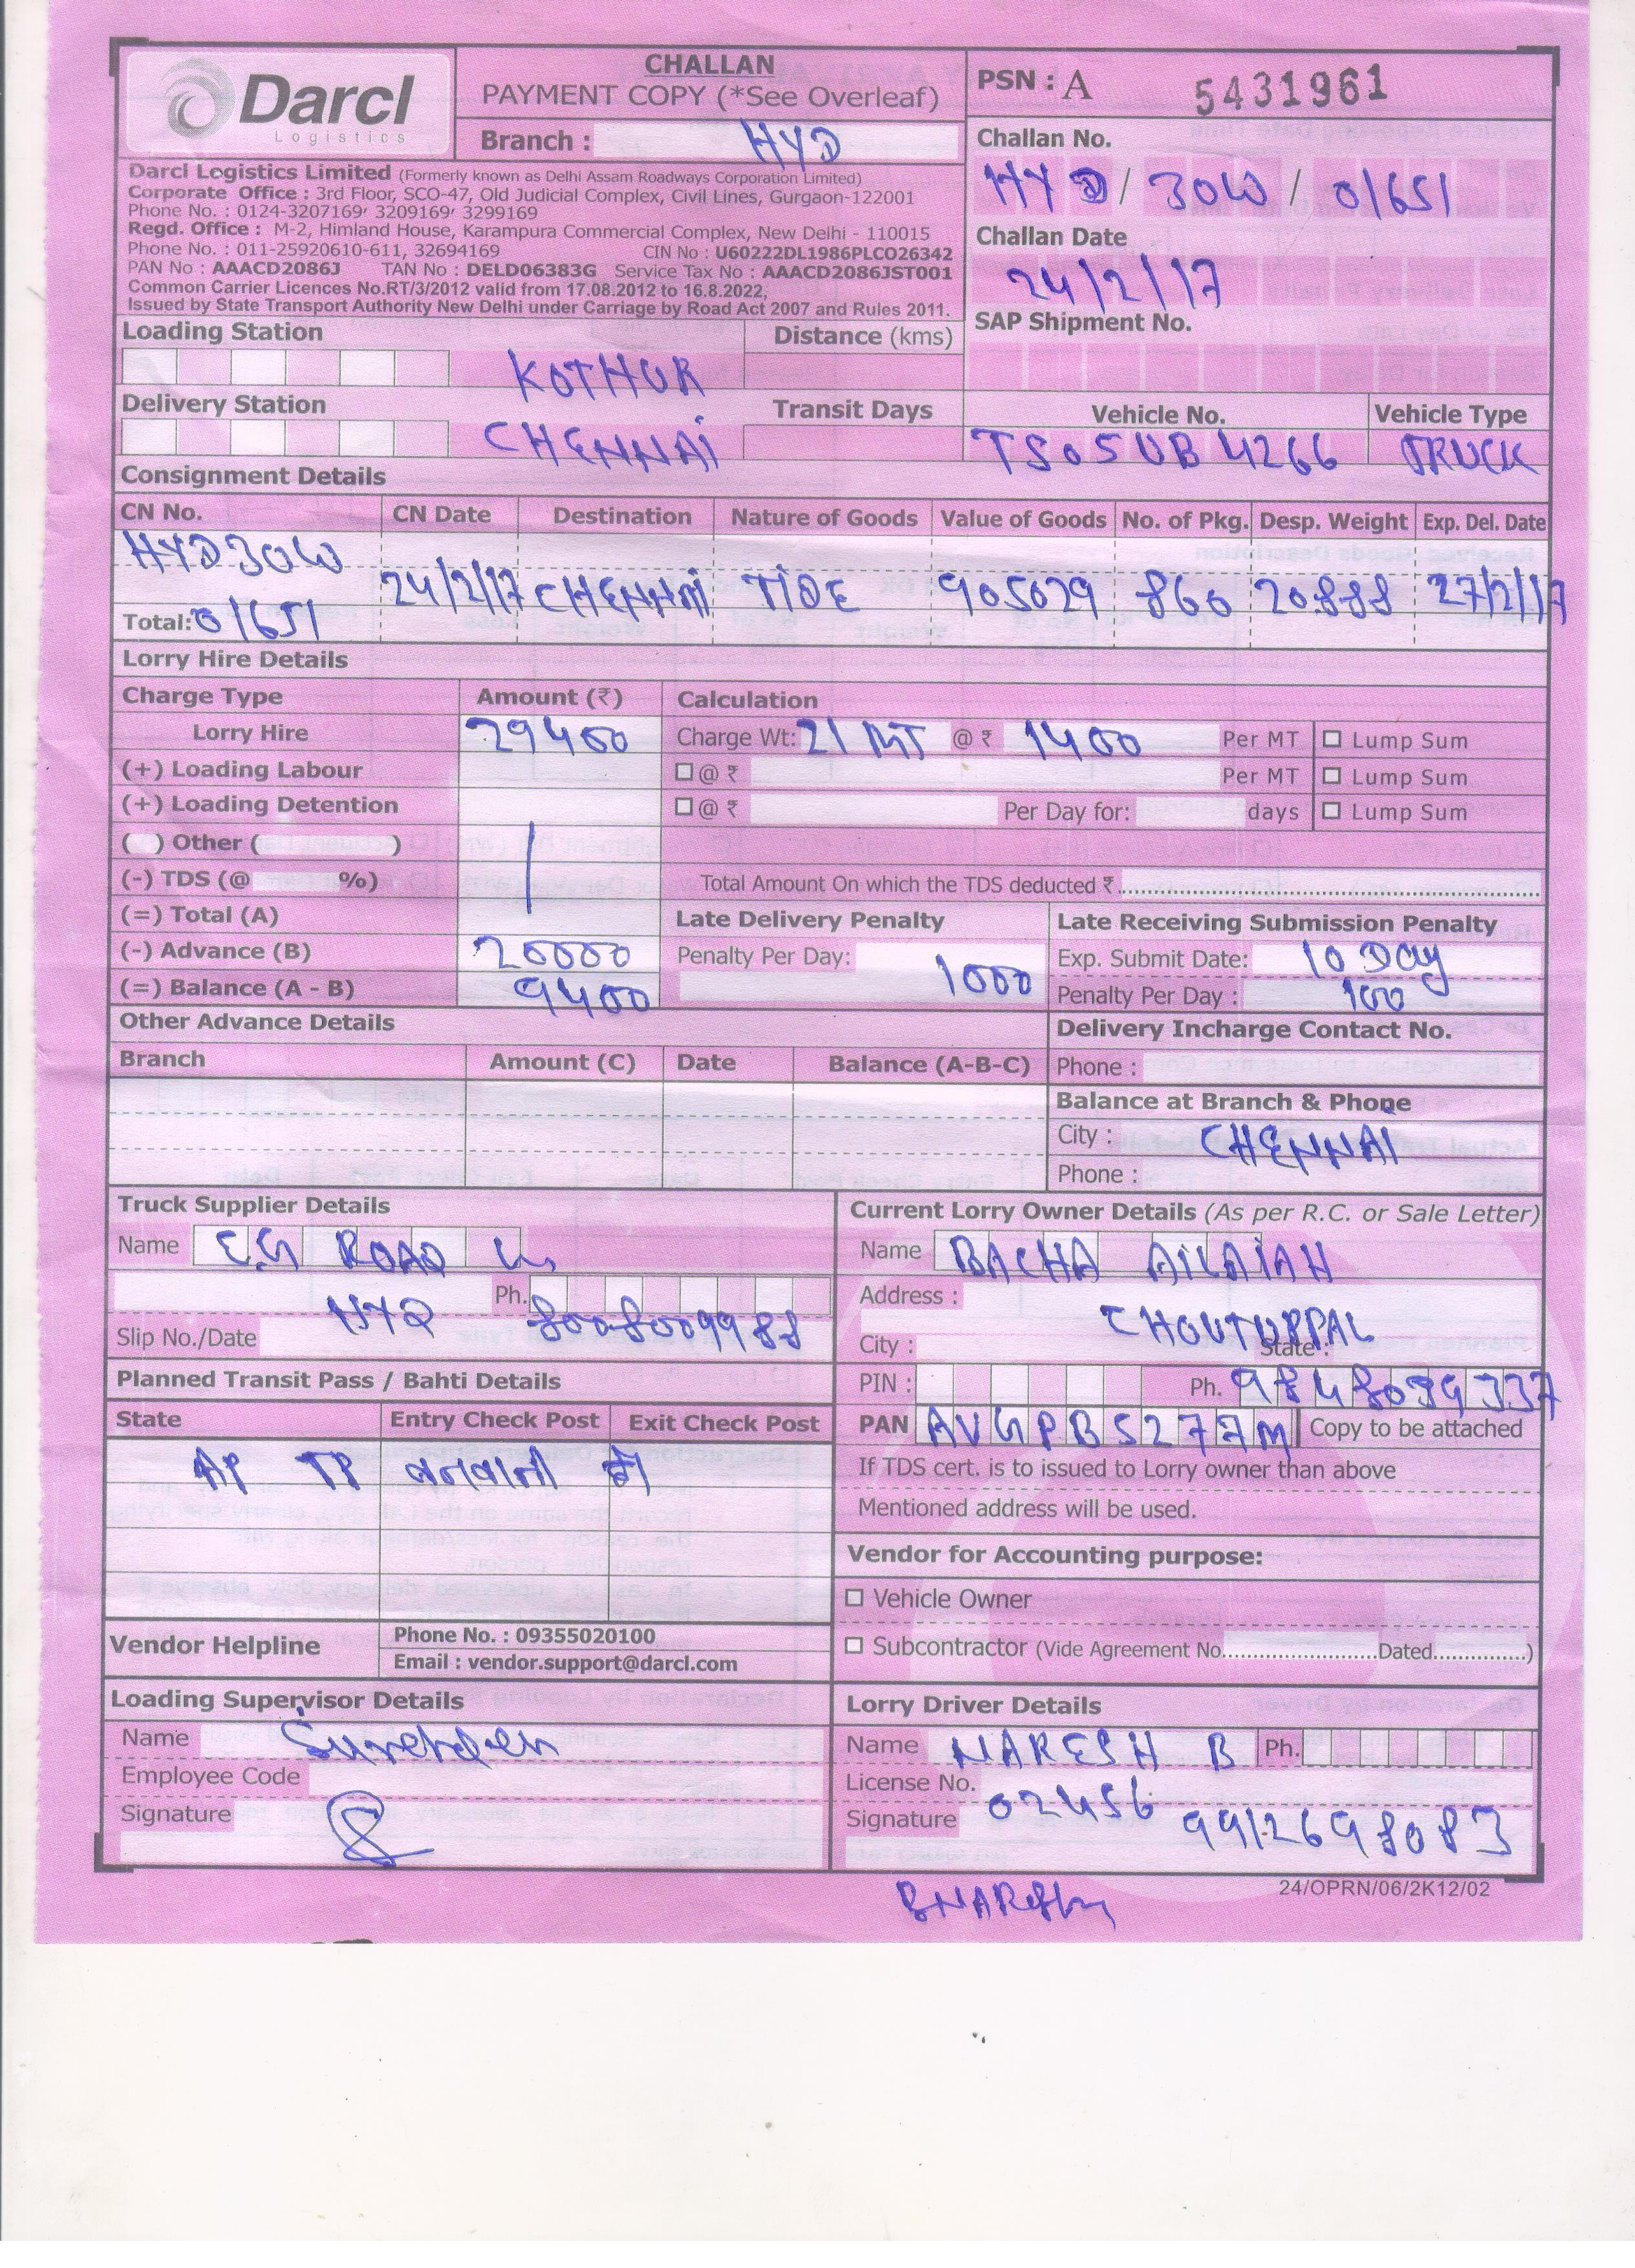 Darcl
Logistics
CHALLAN
PAYMENT COPY (*See Overleaf)
Branch : HYD
PSN : A 5431961
Challan No.
HYD / 30W / 01651
Challan Date
24/2/17
SAP Shipment No.
Darcl Logistics Limited (Formerly known as Delhi Assam Roadways Corporation Limited)
Corporate Office : 3rd Floor, SCO-47, Old Judicial Complex, Civil Lines, Gurgaon-122001
Phone No. : 0124-3207169, 3209169, 3299169
Regd. Office : M-2, Himland House, Karampura Commercial Complex, New Delhi - 110015
Phone No. : 011-25920610-611, 32694169 CIN No : U60222DL1986PLCO26342
PAN No : AAACD2086J TAN No : DELD06383G Service Tax No : AAACD2086JST001
Common Carrier Licences No.RT/3/2012 valid from 17.08.2012 to 16.8.2022,
Issued by State Transport Authority New Delhi under Carriage by Road Act 2007 and Rules 2011.
Loading Station KOTHUR Distance (kms)
Delivery Station CHENNAI Transit Days
Vehicle No. Vehicle Type
TS05UB4266 TRUCK
Consignment Details
CN No. CN Date Destination Nature of Goods Value of Goods No. of Pkg. Desp. Weight Exp. Del. Date
HYD30W
24/2/17 CHENNAI TIDE 905029 860 20.888 27/2/17
Total: 01651
Lorry Hire Details
Charge Type Amount (₹) Calculation
Lorry Hire 29400 Charge Wt: 21 MT @ ₹ 1400 Per MT Lump Sum
(+) Loading Labour @ ₹ Per MT Lump Sum
(+) Loading Detention @ ₹ Per Day for: days Lump Sum
( ) Other ( )
(-) TDS (@ %) Total Amount On which the TDS deducted ₹
(=) Total (A) Late Delivery Penalty Late Receiving Submission Penalty
(-) Advance (B) 20000 Penalty Per Day: 1000 Exp. Submit Date: 10 Day
(=) Balance (A - B) 9400 Penalty Per Day : 100
Other Advance Details Delivery Incharge Contact No.
Branch Amount (C) Date Balance (A-B-C) Phone :
Balance at Branch & Phone
City : CHENNAI
Phone :
Truck Supplier Details
Name E.G ROAD
Ph. 8008009988
HYD
Slip No./Date
Current Lorry Owner Details (As per R.C. or Sale Letter)
Name BACHA AILAIAH
Address :
CHOUTUPPAL
City : State :
PIN : Ph. 9848039337
PAN AVGPB5277M Copy to be attached
If TDS cert. is to issued to Lorry owner than above
Mentioned address will be used.
Planned Transit Pass / Bahti Details
State Entry Check Post Exit Check Post
AP TP बनवाना है
Vendor for Accounting purpose:
Vehicle Owner
Subcontractor (Vide Agreement No. Dated )
Vendor Helpline
Phone No. : 09355020100
Email : vendor.support@darcl.com
Loading Supervisor Details
Name
Employee Code
Signature
Lorry Driver Details
Name NARESH B Ph.
License No.
02456
Signature 9912698083
24/OPRN/06/2K12/02